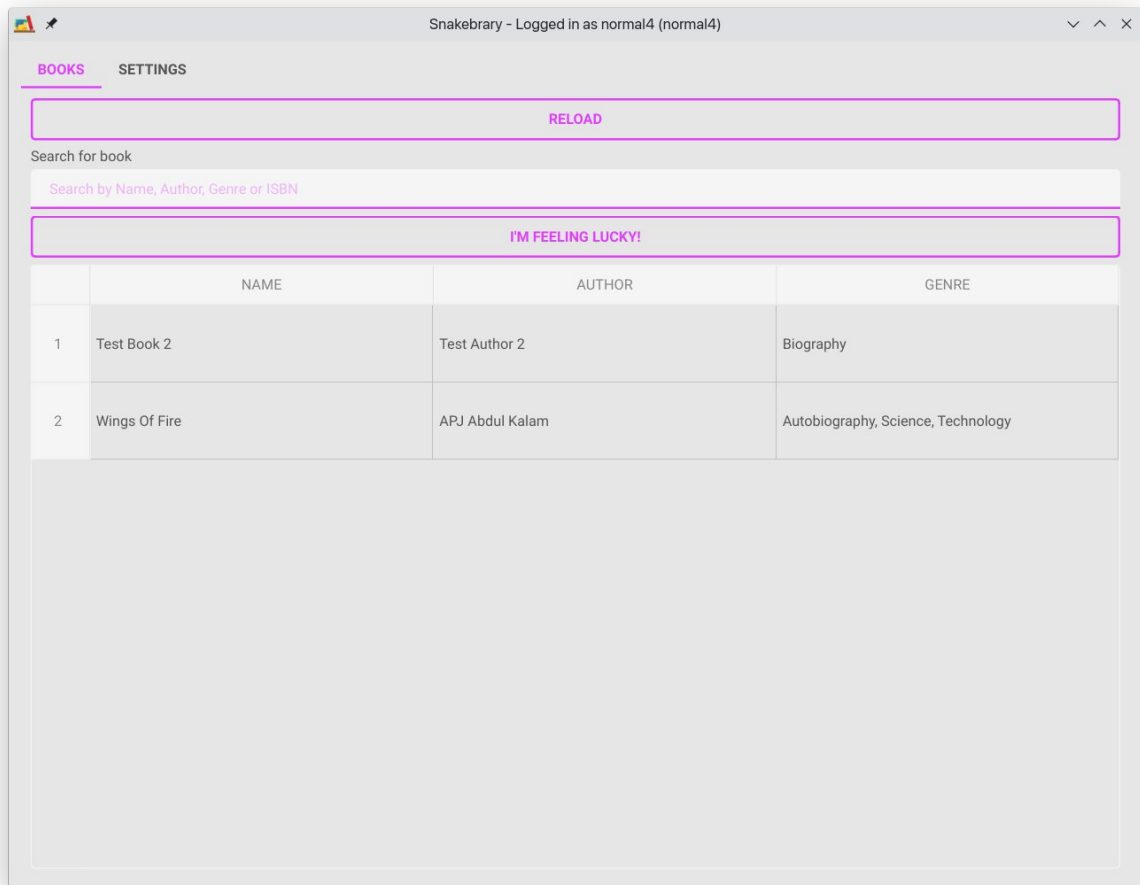 Snakebrary - Logged in as normal4 (normal4)
BOOKS SETTINGS
RELOAD
Search for book
Search by Name, Author, Genre or ISBN
I'M FEELING LUCKY!
NAME AUTHOR GENRE
1 Test Book 2 Test Author 2 Biography
2 Wings Of Fire APJ Abdul Kalam Autobiography, Science, Technology